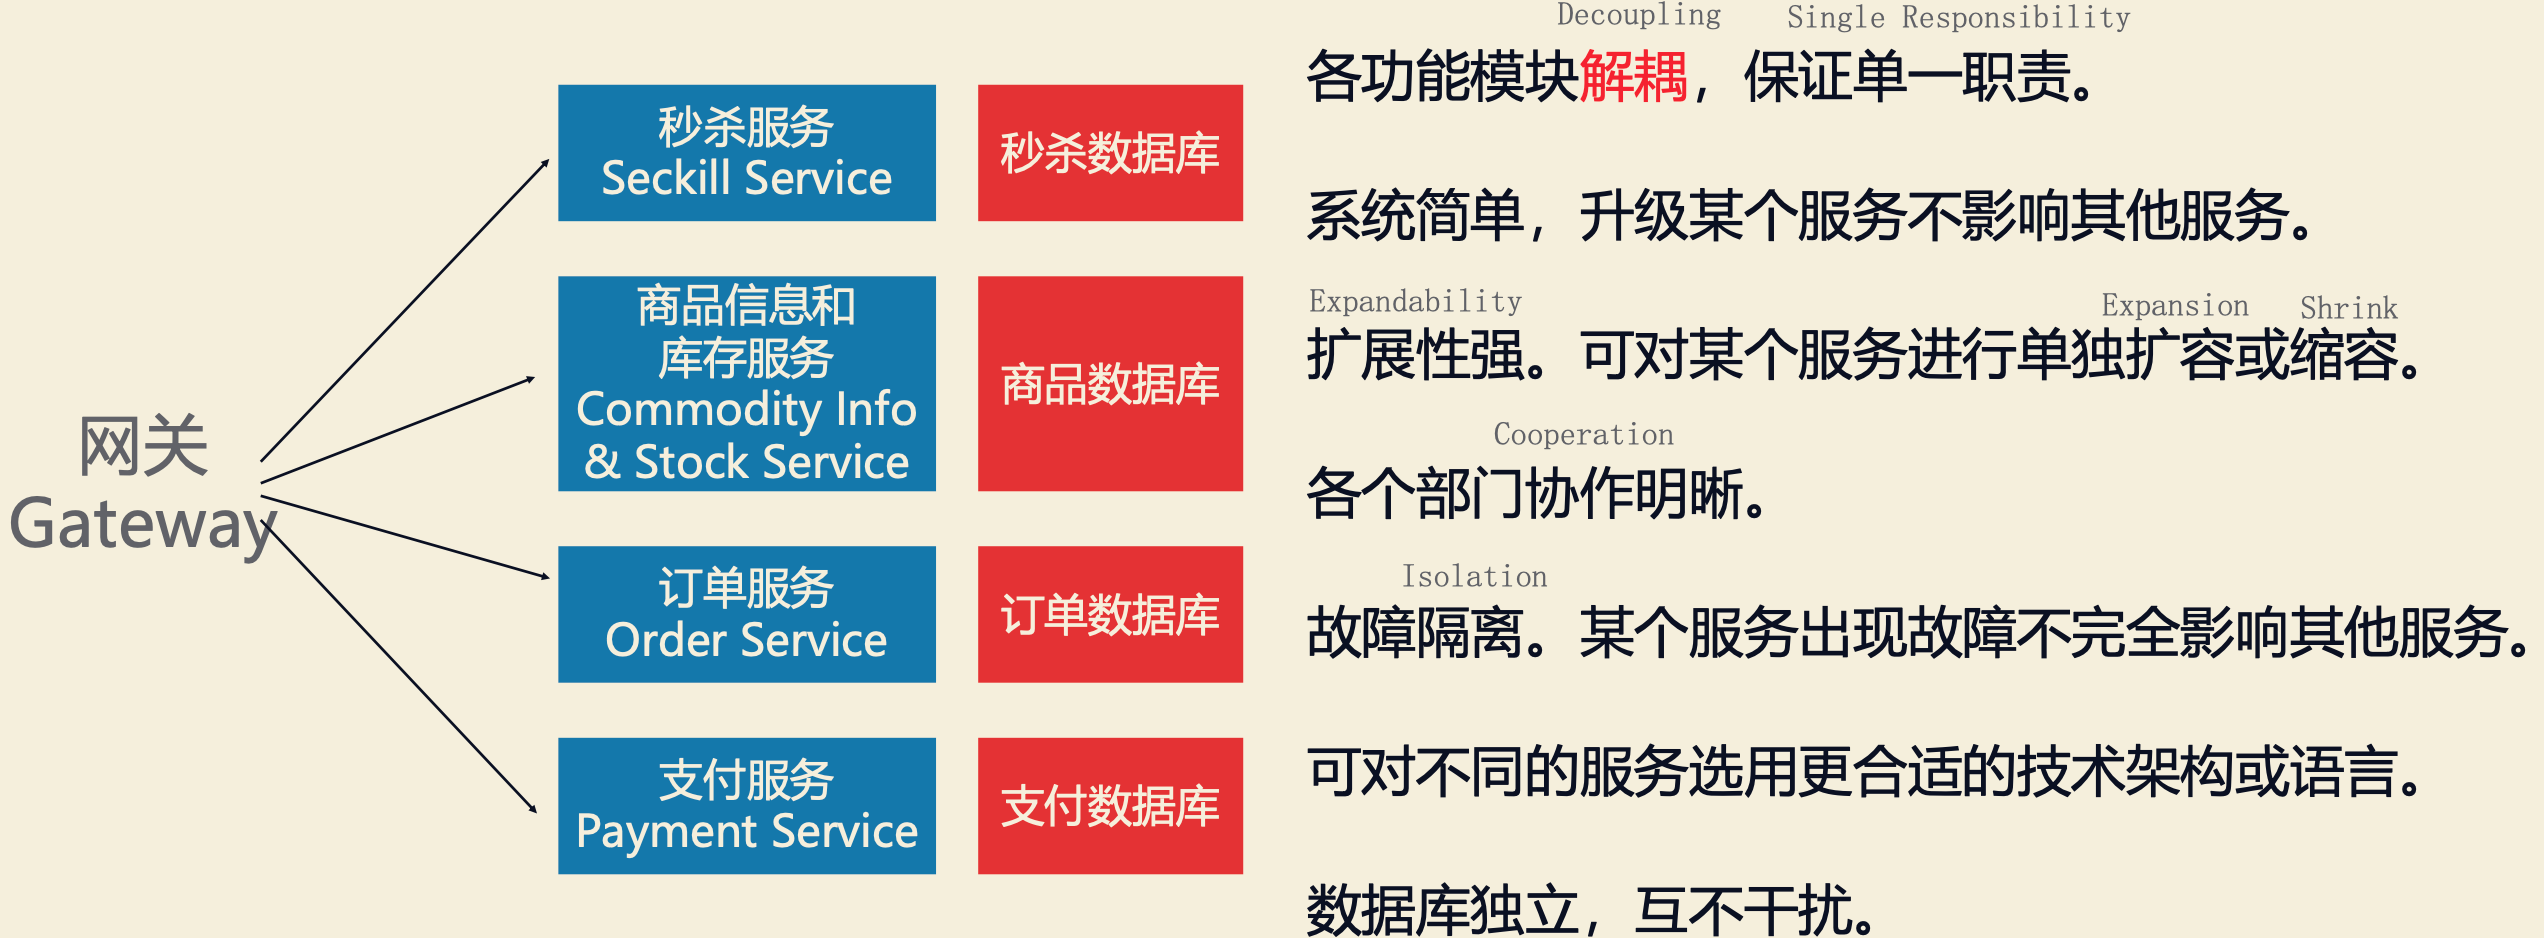 网关
Gateway
秒杀服务
Seckill Service
秒杀数据库
商品信息和
库存服务
Commodity Info
& Stock Service
商品数据库
订单服务
Order Service
订单数据库
支付服务
Payment Service
支付数据库
Decoupling Single Responsibility
各功能模块解耦，保证单一职责。
系统简单，升级某个服务不影响其他服务。
Expandability Expansion Shrink
扩展性强。可对某个服务进行单独扩容或缩容。
Cooperation
各个部门协作明晰。
Isolation
故障隔离。某个服务出现故障不完全影响其他服务。
可对不同的服务选用更合适的技术架构或语言。
数据库独立，互不干扰。